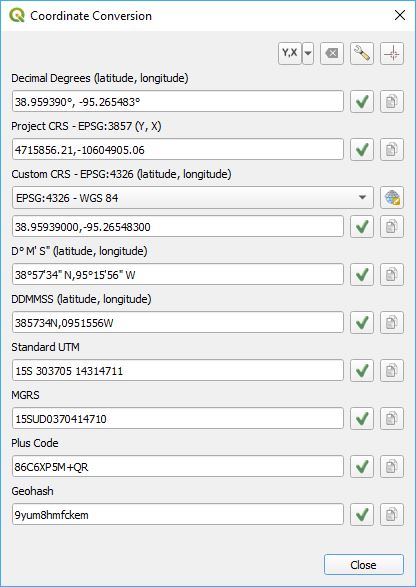 Coordinate Conversion
Y,X
Decimal Degrees (latitude, longitude)
38.959390°, -95.265483°
Project CRS - EPSG:3857 (Y, X)
4715856.21,-10604905.06
Custom CRS - EPSG:4326 (latitude, longitude)
EPSG:4326 - WGS 84
38.95939000,-95.26548300
D° M' S" (latitude, longitude)
38°57'34" N,95°15'56" W
DDMMSS (latitude, longitude)
385734N,0951556W
Standard UTM
15S 303705 14314711
MGRS
15SUD0370414710
Plus Code
86C6XP5M+QR
Geohash
9yum8hmfckem
Close